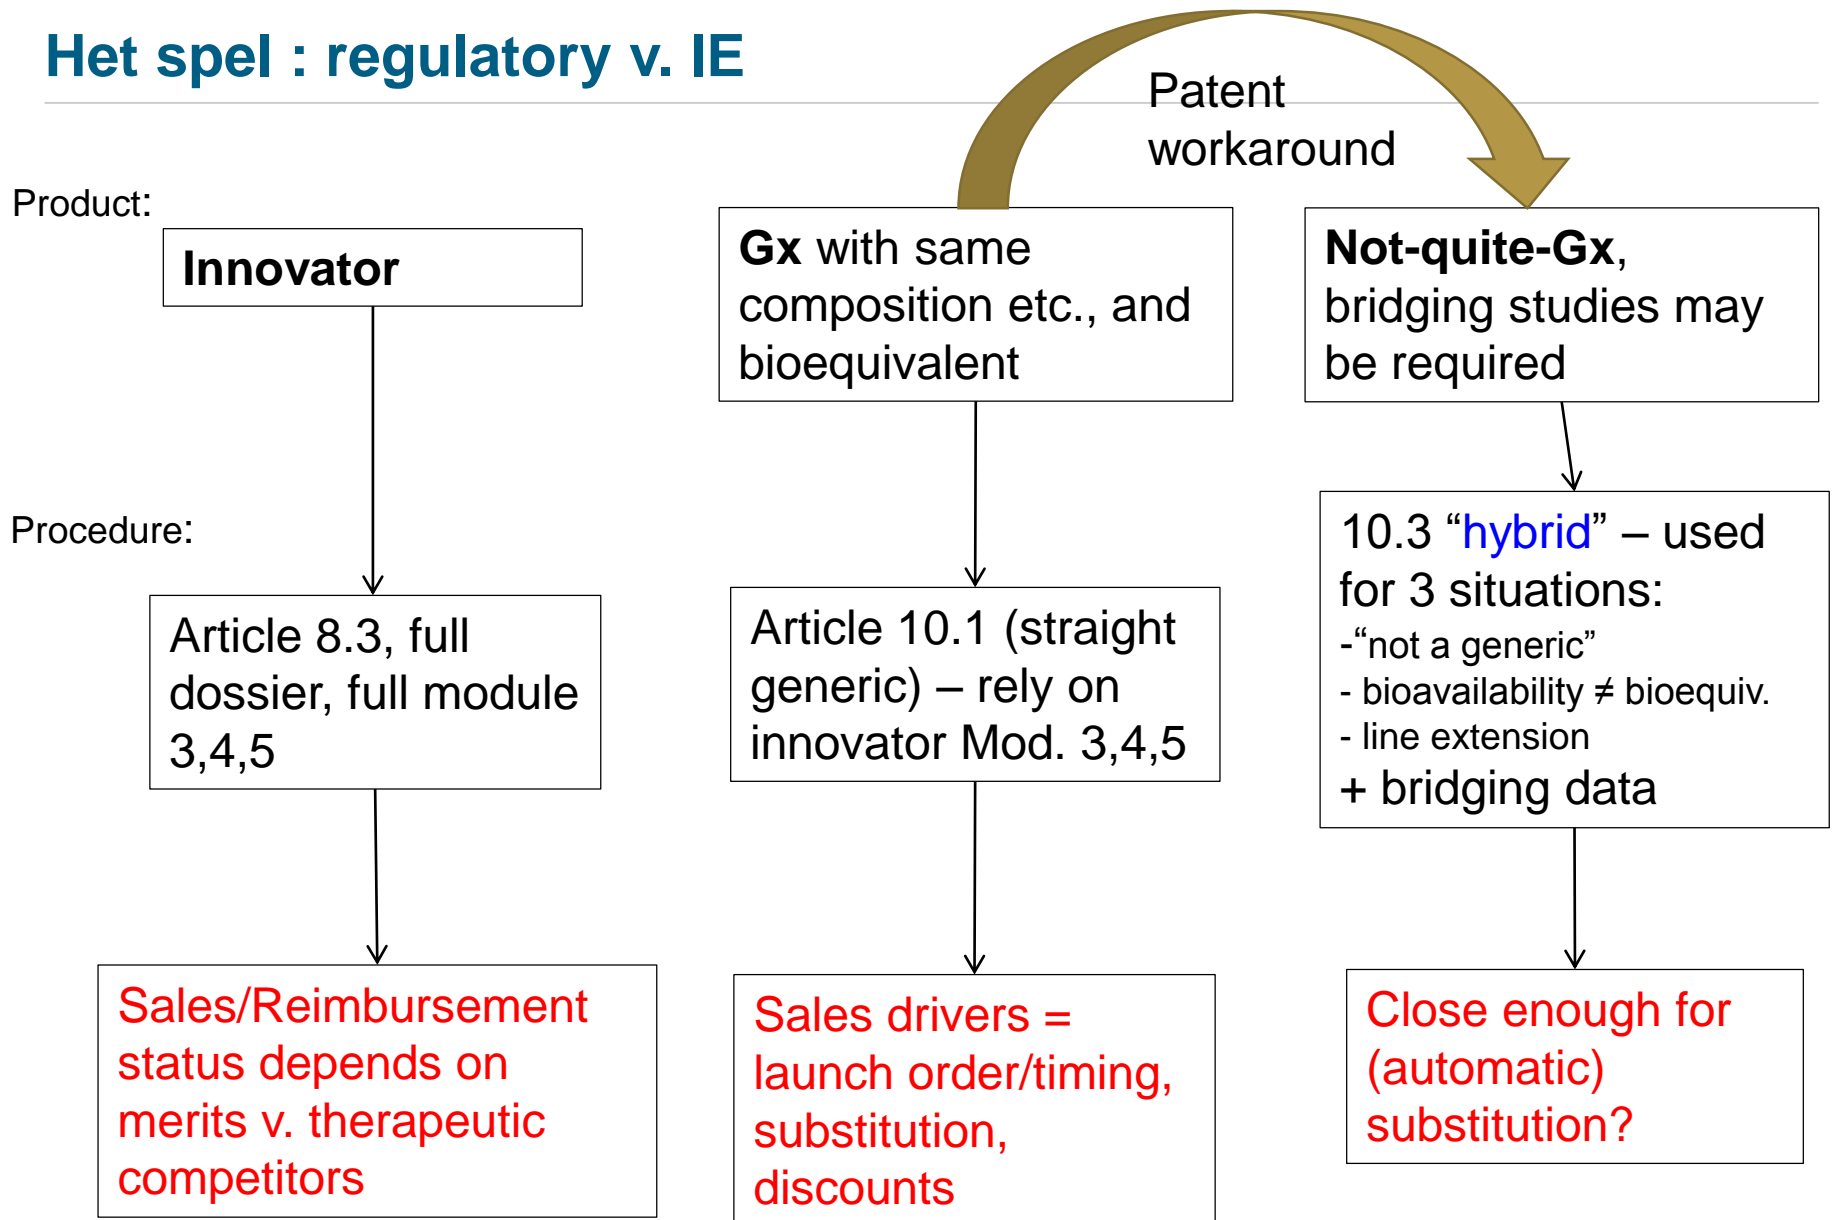 Het spel : regulatory v. IE
Patent
workaround
Product:
Innovator
Gx with same
composition etc., and
bioequivalent
Not-quite-Gx,
bridging studies may
be required
Procedure:
Article 8.3, full
dossier, full module
3,4,5
Article 10.1 (straight
generic) – rely on
innovator Mod. 3,4,5
10.3 “hybrid” – used
for 3 situations:
-“not a generic”
- bioavailability ≠ bioequiv.
- line extension
+ bridging data
Sales/Reimbursement
status depends on
merits v. therapeutic
competitors
Sales drivers =
launch order/timing,
substitution,
discounts
Close enough for
(automatic)
substitution?